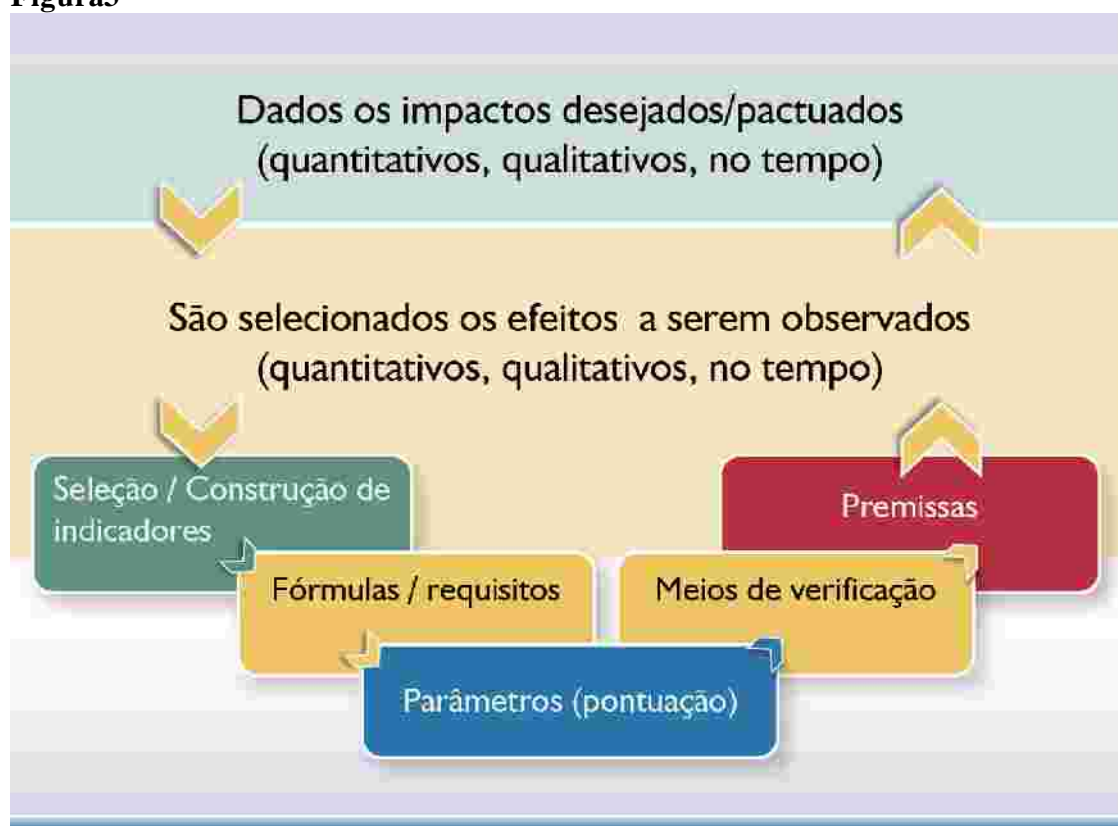 Figura3
Dados os impactos desejados/pactuados
(quantitativos, qualitativos, no tempo)
São selecionados os efeitos a serem observados
(quantitativos, qualitativos, no tempo)
Seleção / Construção de
indicadores
Premissas
Fórmulas / requisitos
Meios de verificação
Parâmetros (pontuação)